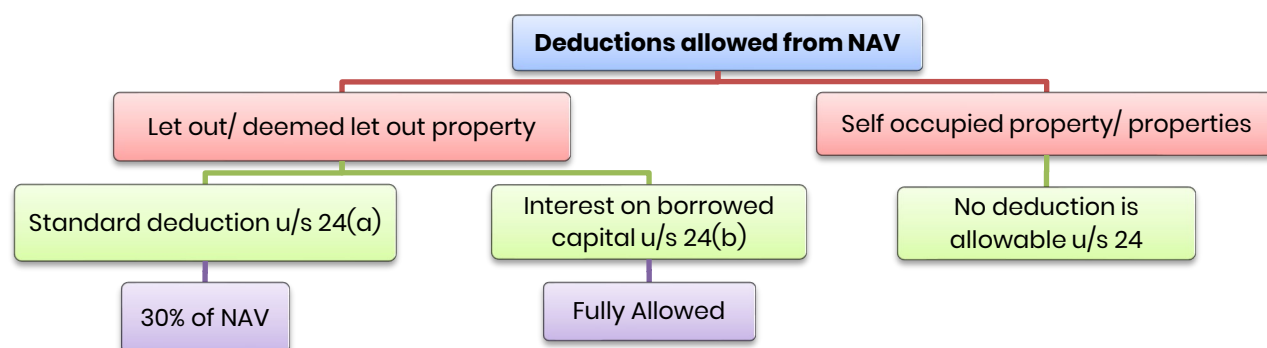 Deductions allowed from NAV
Let out/ deemed let out property
Self occupied property/ properties
Standard deduction u/s 24(a)
Interest on borrowed
capital u/s 24(b)
No deduction is
allowable u/s 24
30% of NAV
Fully Allowed